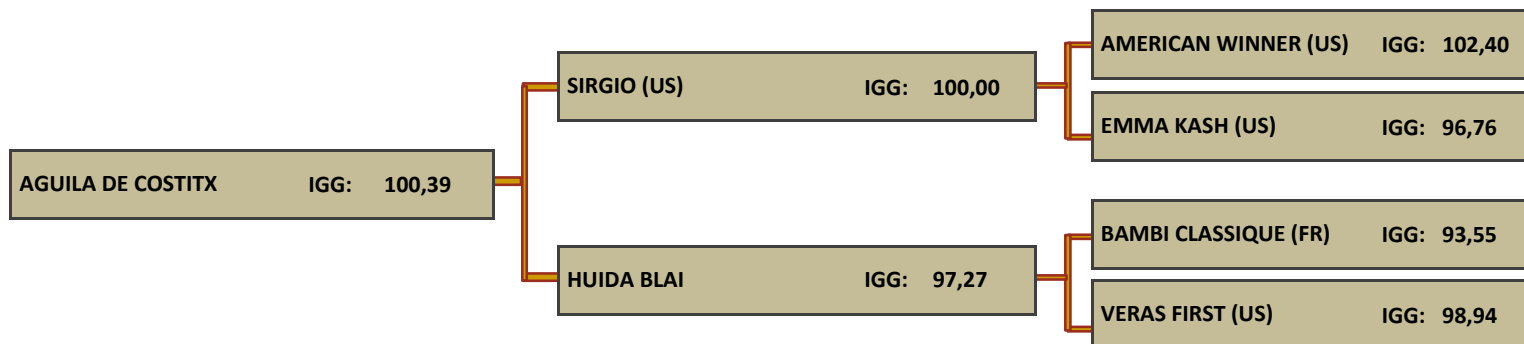 AMERICAN WINNER (US) IGG: 102,40
SIRGIO (US) IGG: 100,00
EMMA KASH (US) IGG: 96,76
AGUILA DE COSTITX IGG: 100,39
BAMBI CLASSIQUE (FR) IGG: 93,55
HUIDA BLAI IGG: 97,27
VERAS FIRST (US) IGG: 98,94